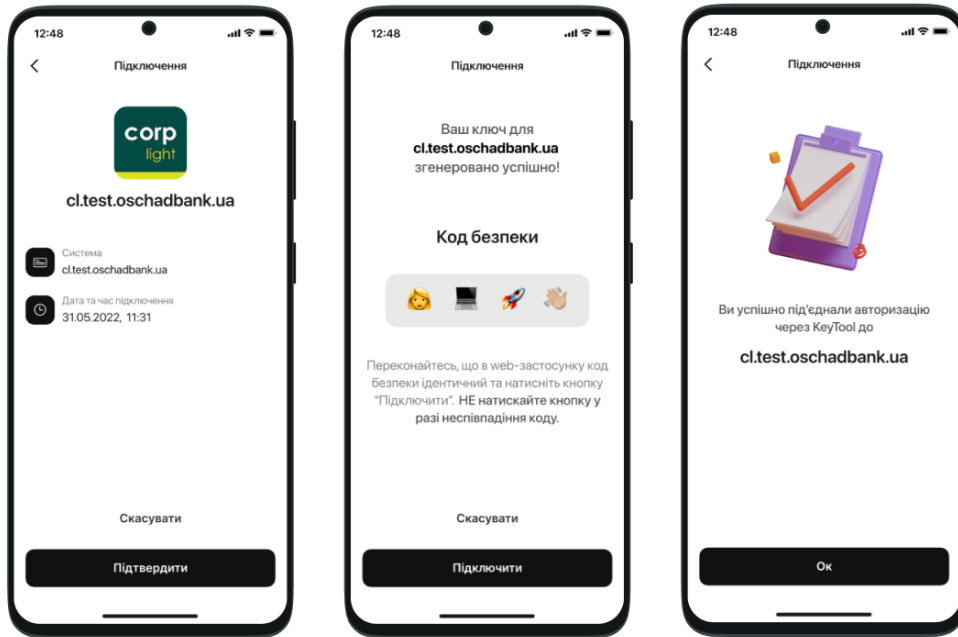 12:48
Підключення
corp
light
cl.test.oschadbank.ua
Система
cl.test.oschadbank.ua
Дата та час підключення
31.05.2022, 11:31
Скасувати
Підтвердити
12:48
Підключення
Ваш ключ для
cl.test.oschadbank.ua
згенеровано успішно!
Код безпеки
Переконайтесь, що в web-застосунку код
безпеки ідентичний та натисніть кнопку
“Підключити”. НЕ натискайте кнопку у
разі неспівпадіння коду.
Скасувати
Підключити
12:48
Підключення
Ви успішно під’єднали авторизацію
через KeyTool до
cl.test.oschadbank.ua
Ок